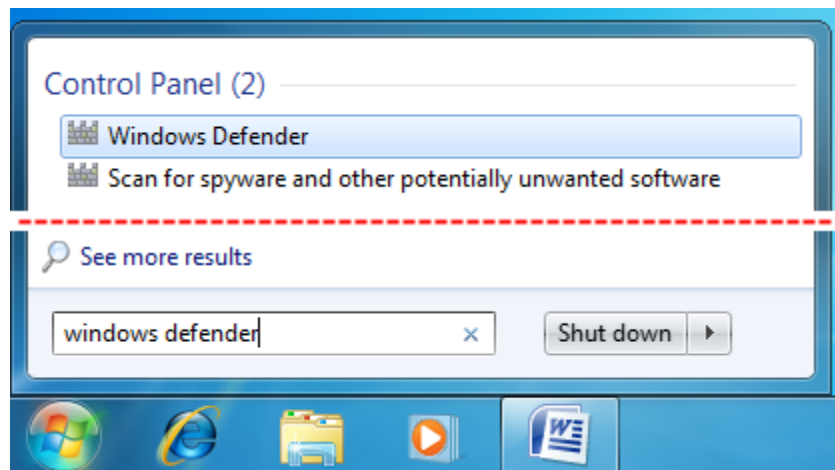 Control Panel (2)
Windows Defender
Scan for spyware and other potentially unwanted software
See more results
windows defender
Shut down